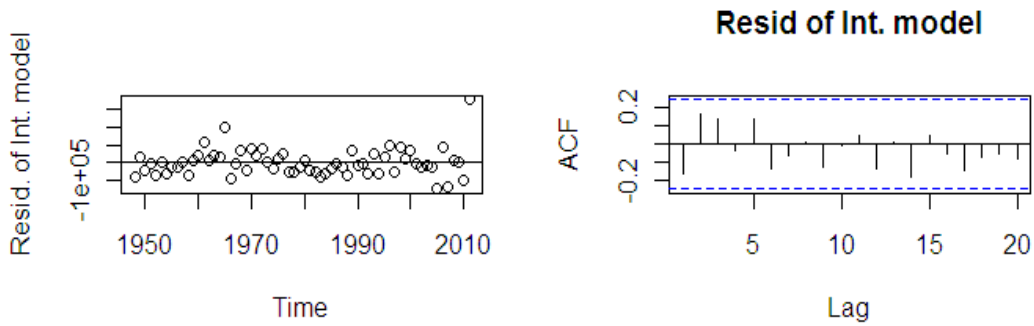 Resid. of Int. model
-1e+05
1950
1970
1990
2010
Time
Resid of Int. model
ACF
0.2
-0.2
5
10
15
20
Lag